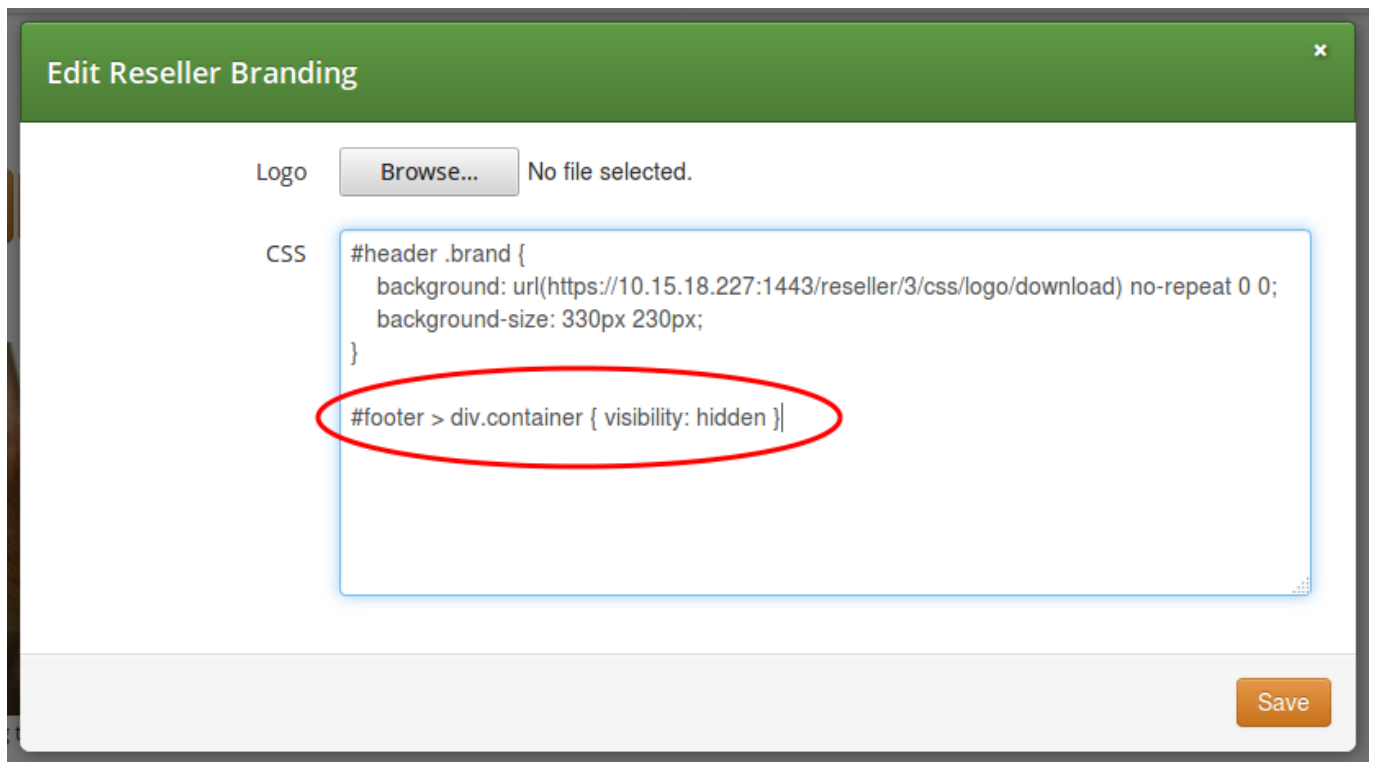 Edit Reseller Branding
×
Logo Browse... No file selected.
CSS
#header .brand {
    background: url(https://10.15.18.227:1443/reseller/3/css/logo/download) no-repeat 0 0;
    background-size: 330px 230px;
}
#footer > div.container { visibility: hidden }
Save